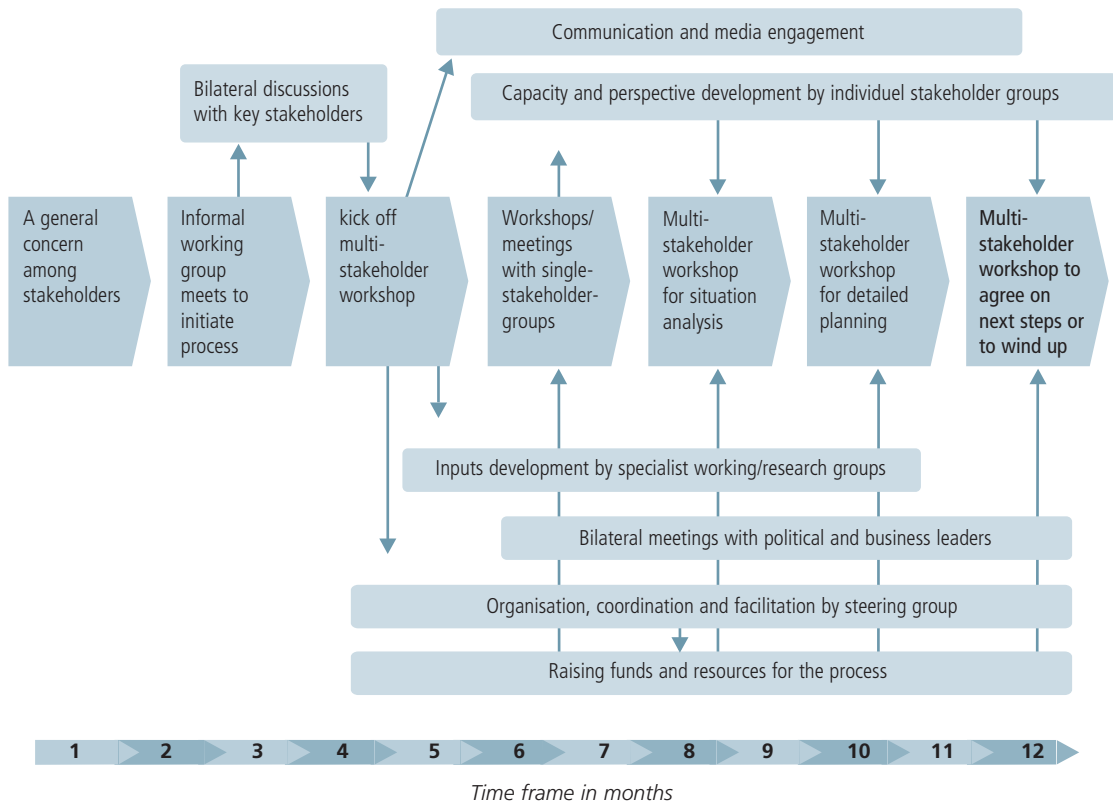 Communication and media engagement
Bilateral discussions
with key stakeholders
Capacity and perspective development by individuel stakeholder groups
A general
concern
among
stakeholders
Informal
working
group
meets to
initiate
process
kick off
multi-
stakeholder
workshop
Workshops/
meetings
with single-
stakeholder-
groups
Multi-
stakeholder
workshop
for situation
analysis
Multi-
stakeholder
workshop
for detailed
planning
Multi-
stakeholder
workshop to
agree on
next steps or
to wind up
Inputs development by specialist working/research groups
Bilateral meetings with political and business leaders
Organisation, coordination and facilitation by steering group
Raising funds and resources for the process
1 2 3 4 5 6 7 8 9 10 11 12
Time frame in months